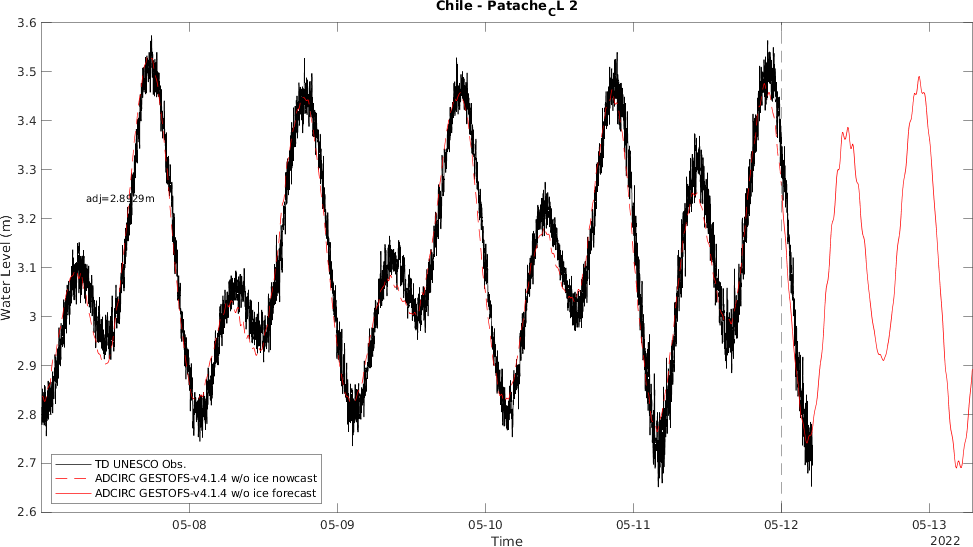 Chile - Patache_CL 2
3.6
3.5
3.4
3.3
3.2
3.1
3
2.9
2.8
2.7
2.6
Water Level (m)
adj=2.8929m
TD UNESCO Obs.
ADCIRC GESTOFS-v4.1.4 w/o ice nowcast
ADCIRC GESTOFS-v4.1.4 w/o ice forecast
05-08
05-09
05-10
05-11
05-12
05-13
Time
2022